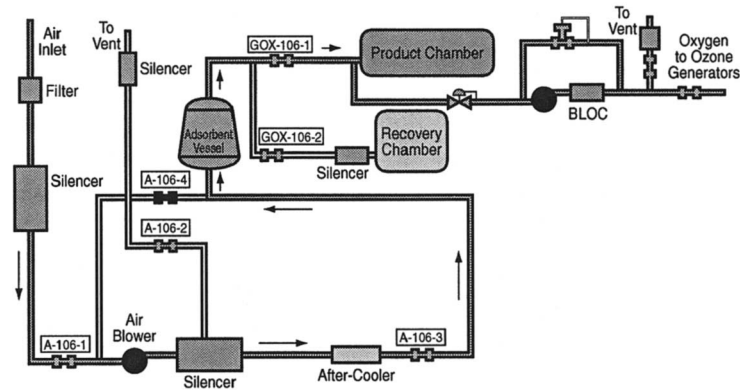 Air
Inlet
Filter
Silencer
A-106-1
To
Vent
Silencer
A-106-4
A-106-2
Air
Blower
Silencer
After-Cooler
A-106-3
Adsorbent
Vessel
GOX-106-1
GOX-106-2
Silencer
Product Chamber
Recovery
Chamber
BLOC
To
Vent
Oxygen
to Ozone
Generators